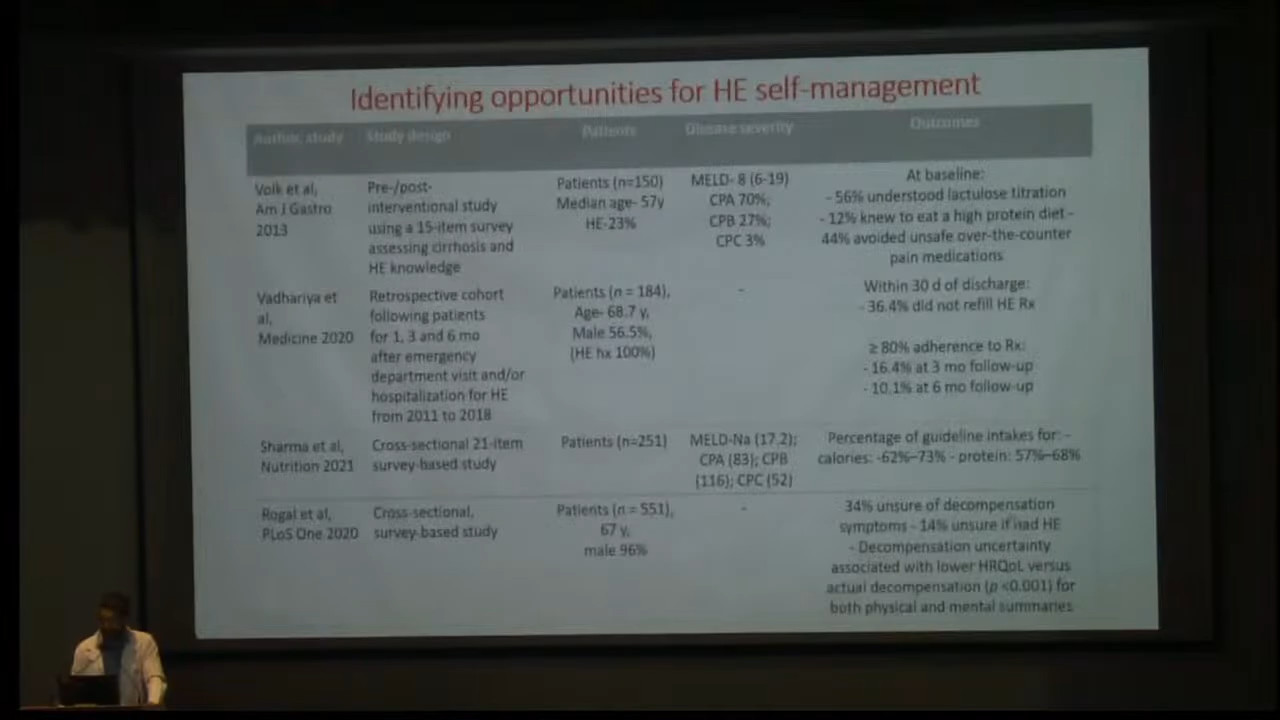 Identifying opportunities for HE self-management
Author, study Study design Patients Disease severity Outcomes
Volk et al,
Am J Gastro
2013
Pre-/post-
interventional study
using a 15-item survey
assessing cirrhosis and
HE knowledge
Patients (n=150)
Median age- 57y
HE-23%
MELD- 8 (6-19)
CPA 70%;
CPB 27%;
CPC 3%
At baseline:
- 56% understood lactulose titration
- 12% knew to eat a high protein diet -
44% avoided unsafe over-the-counter
pain medications
Vadhariya et
al,
Medicine 2020
Retrospective cohort
following patients
for 1, 3 and 6 mo
after emergency
department visit and/or
hospitalization for HE
from 2011 to 2018
Patients (n = 184),
Age- 68.7 y,
Male 56.5%,
(HE hx 100%)
-
Within 30 d of discharge:
- 36.4% did not refill HE Rx
≥ 80% adherence to Rx:
- 16.4% at 3 mo follow-up
- 10.1% at 6 mo follow-up
Sharma et al,
Nutrition 2021
Cross-sectional 21-item
survey-based study
Patients (n=251)
MELD-Na (17.2);
CPA (83); CPB
(116); CPC (52)
Percentage of guideline intakes for: -
calories: -62%–73% - protein: 57%–68%
Rogal et al,
PLoS One 2020
Cross-sectional,
survey-based study
Patients (n = 551),
67 y,
male 96%
-
34% unsure of decompensation
symptoms - 14% unsure if had HE
- Decompensation uncertainty
associated with lower HRQoL versus
actual decompensation (p <0.001) for
both physical and mental summaries